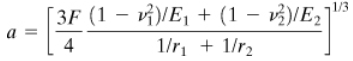 a = [ 3F/4 (1 − ν₁²)/E₁ + (1 − ν₂²)/E₂ / 1/r₁ + 1/r₂ ]^1/3